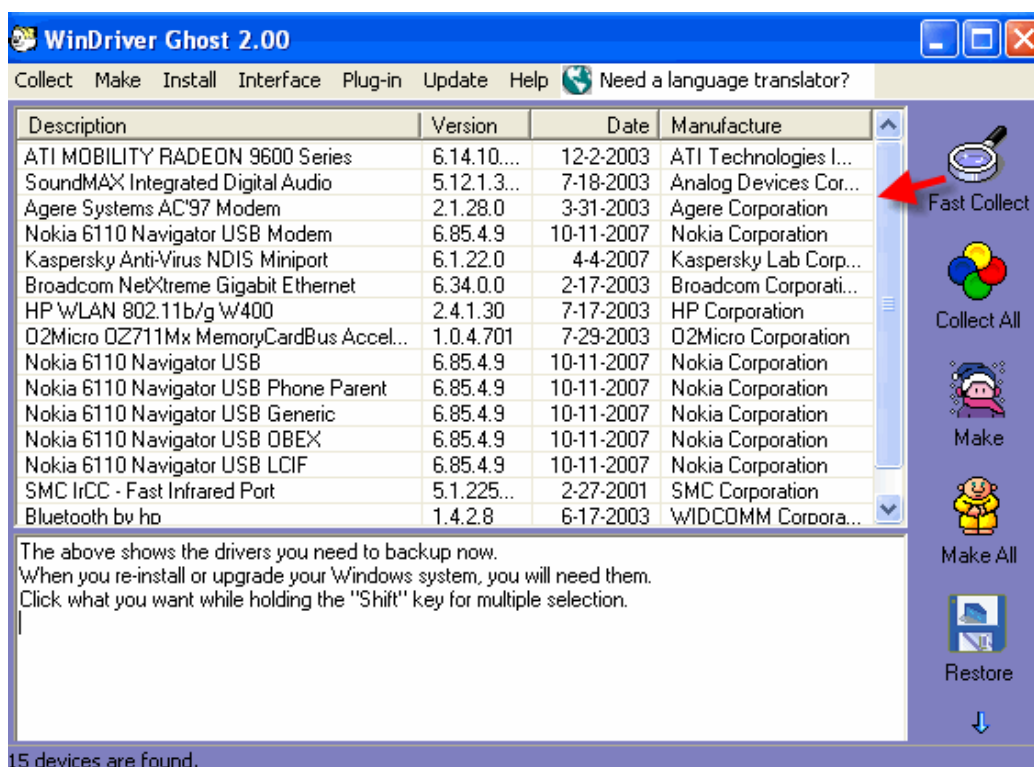 WinDriver Ghost 2.00
Collect Make Install Interface Plug-in Update Help Need a language translator?
Description Version Date Manufacture
ATI MOBILITY RADEON 9600 Series 6.14.10.... 12-2-2003 ATI Technologies I...
SoundMAX Integrated Digital Audio 5.12.1.3... 7-18-2003 Analog Devices Cor...
Agere Systems AC'97 Modem 2.1.28.0 3-31-2003 Agere Corporation
Nokia 6110 Navigator USB Modem 6.85.4.9 10-11-2007 Nokia Corporation
Kaspersky Anti-Virus NDIS Miniport 6.1.22.0 4-4-2007 Kaspersky Lab Corp...
Broadcom NetXtreme Gigabit Ethernet 6.34.0.0 2-17-2003 Broadcom Corporati...
HP WLAN 802.11b/g W400 2.4.1.30 7-17-2003 HP Corporation
O2Micro OZ711Mx MemoryCardBus Accel... 1.0.4.701 7-29-2003 O2Micro Corporation
Nokia 6110 Navigator USB 6.85.4.9 10-11-2007 Nokia Corporation
Nokia 6110 Navigator USB Phone Parent 6.85.4.9 10-11-2007 Nokia Corporation
Nokia 6110 Navigator USB Generic 6.85.4.9 10-11-2007 Nokia Corporation
Nokia 6110 Navigator USB OBEX 6.85.4.9 10-11-2007 Nokia Corporation
Nokia 6110 Navigator USB LCIF 6.85.4.9 10-11-2007 Nokia Corporation
SMC IrCC - Fast Infrared Port 5.1.225... 2-27-2001 SMC Corporation
Bluetooth by hp 1.4.2.8 6-17-2003 WIDCOMM Corpora...
Fast Collect
Collect All
Make
Make All
Restore
The above shows the drivers you need to backup now.
When you re-install or upgrade your Windows system, you will need them.
Click what you want while holding the "Shift" key for multiple selection.
15 devices are found.